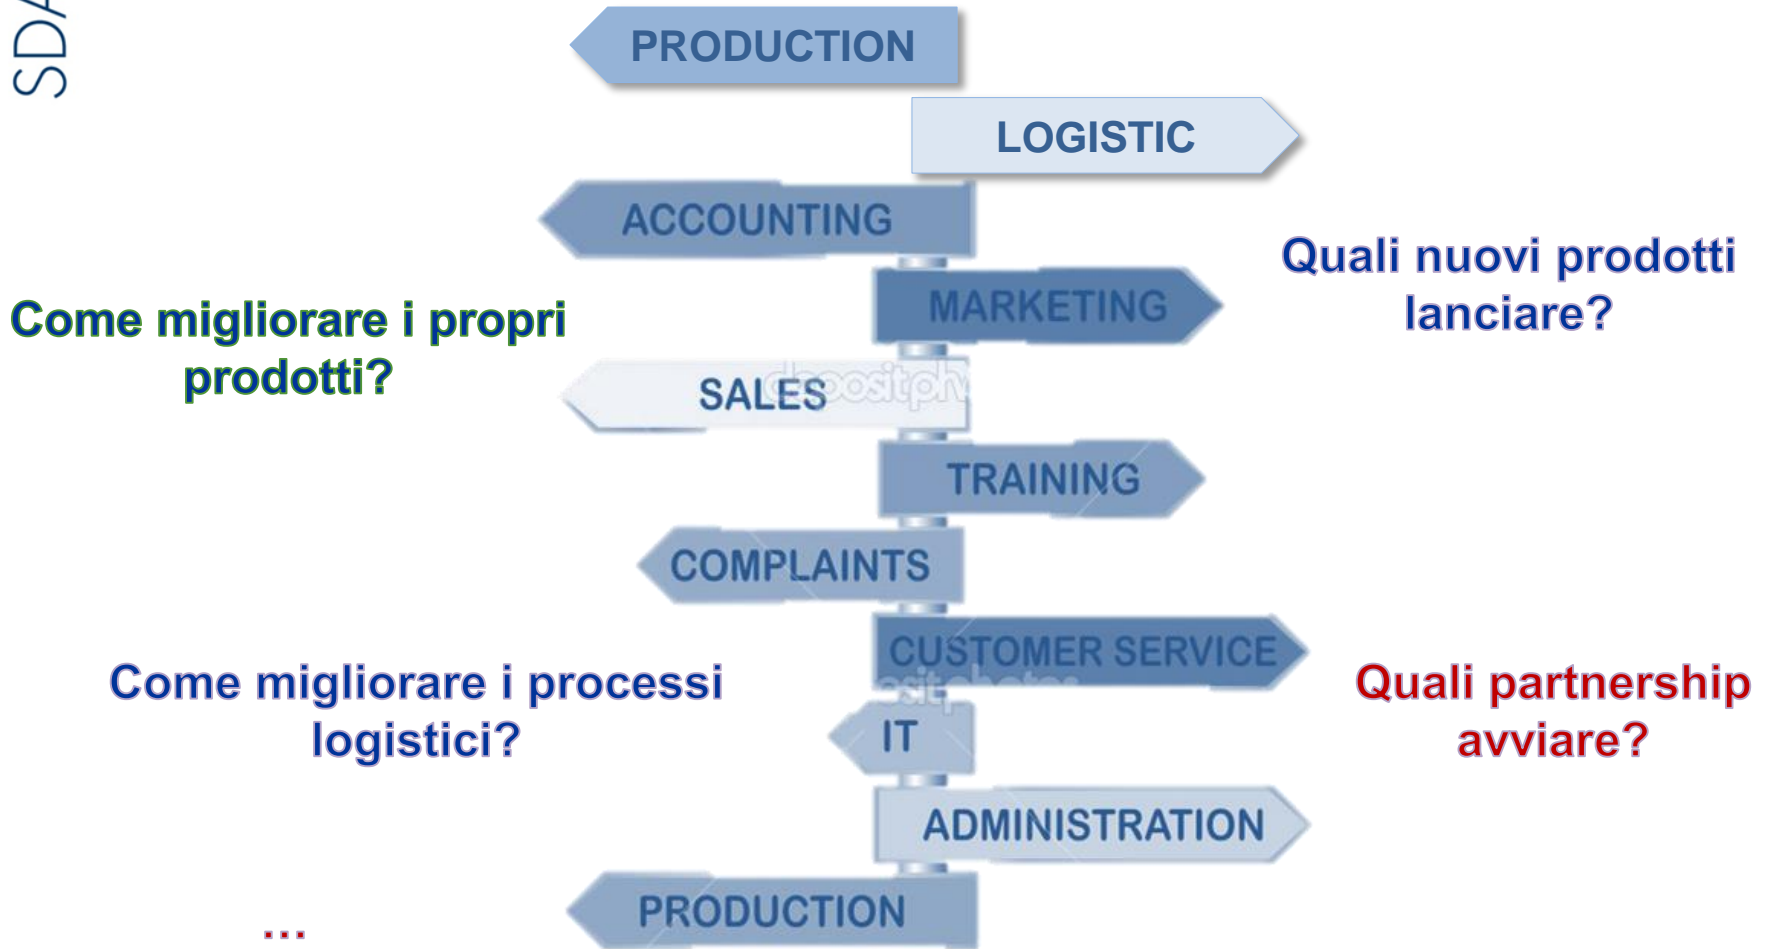 SDA
PRODUCTION
LOGISTIC
ACCOUNTING
Quali nuovi prodotti
lanciare?
MARKETING
Come migliorare i propri
prodotti?
SALES
TRAINING
COMPLAINTS
CUSTOMER SERVICE
Come migliorare i processi
logistici?
Quali partnership
avviare?
IT
ADMINISTRATION
PRODUCTION
...